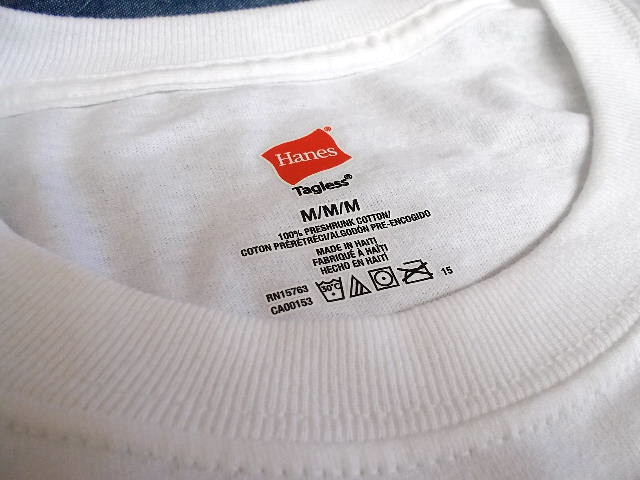 Hanes®
Tagless®
M/M/M
100% PRESHRUNK COTTON/
COTON PRÉRÉTRÉCI/ALGODÓN PRE-ENCOGIDO
MADE IN HAITI
FABRIQUÉ À HAÏTI
HECHO EN HAITÍ
RN15763
CA00153
30°C
15